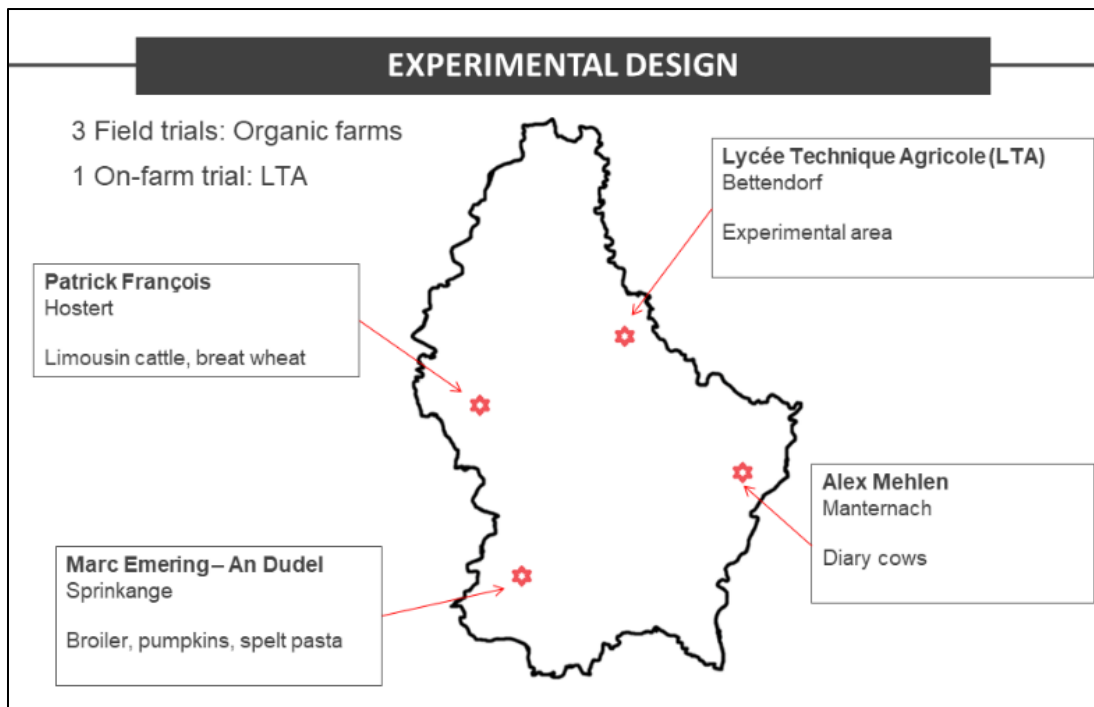 EXPERIMENTAL DESIGN
3 Field trials: Organic farms
1 On-farm trial: LTA
Lycée Technique Agricole (LTA)
Bettendorf
Experimental area
Patrick François
Hostert
Limousin cattle, breat wheat
Alex Mehlen
Manternach
Diary cows
Marc Emering – An Dudel
Sprinkange
Broiler, pumpkins, spelt pasta